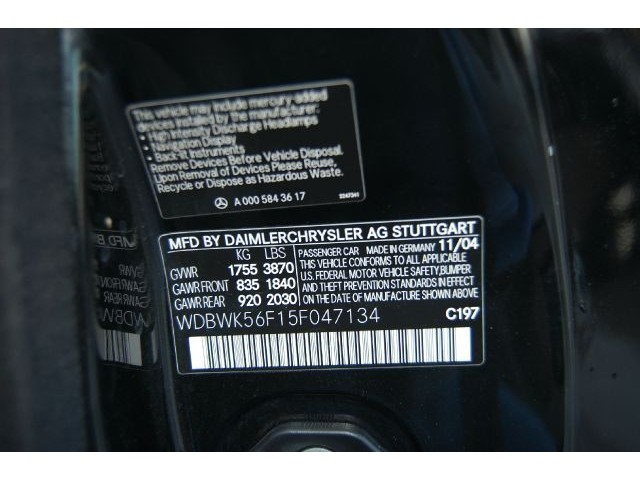 This vehicle may include mercury-added
devices installed by the manufacturer:
• High Intensity Discharge Headlamps
• Navigation Display
• Back-lit Instruments
Remove Devices Before Vehicle Disposal.
Upon Removal of Devices Please Reuse,
Recycle or Dispose as Hazardous Waste.
A 000 584 36 17
MFD BY DAIMLERCHRYSLER AG STUTTGART
KG LBS PASSENGER CAR MADE IN GERMANY 11/04
GVWR 1755 3870 THIS VEHICLE CONFORMS TO ALL APPLICABLE
GAWR FRONT 835 1840 U.S. FEDERAL MOTOR VEHICLE SAFETY,BUMPER
GAWR REAR 920 2030 AND THEFT PREVENTION STANDARDS IN EFFECT
ON THE DATE OF MANUFACTURE SHOWN ABOVE.
WDBWK56F15F047134 C197